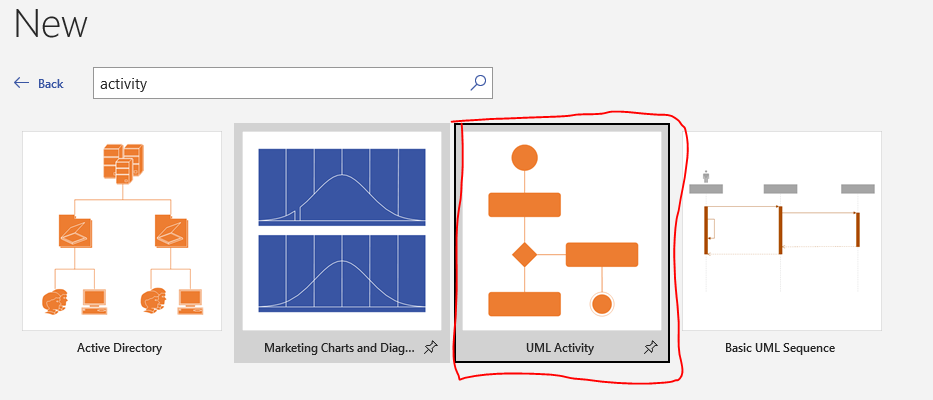 New
Back
activity
Active Directory
Marketing Charts and Diag...
UML Activity
Basic UML Sequence